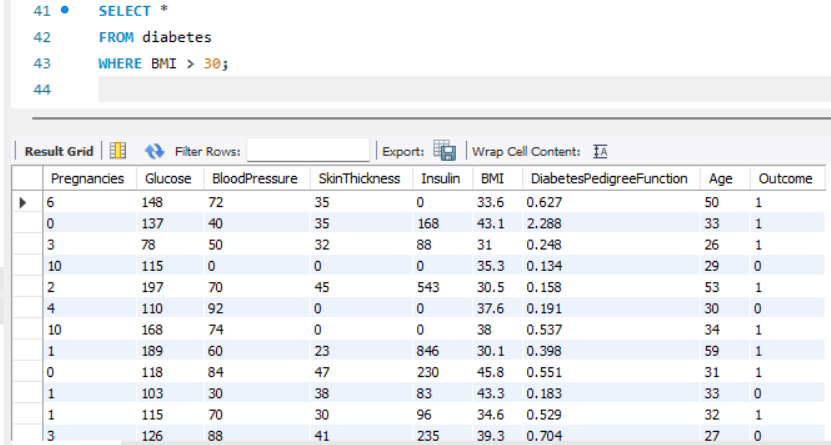 41 SELECT *
42 FROM diabetes
43 WHERE BMI > 30;
44
Result Grid Filter Rows: Export: Wrap Cell Content: IA
Pregnancies Glucose BloodPressure SkinThickness Insulin BMI DiabetesPedigreeFunction Age Outcome
6 148 72 35 0 33.6 0.627 50 1
0 137 40 35 168 43.1 2.288 33 1
3 78 50 32 88 31 0.248 26 1
10 115 0 0 0 35.3 0.134 29 0
2 197 70 45 543 30.5 0.158 53 1
4 110 92 0 0 37.6 0.191 30 0
10 168 74 0 0 38 0.537 34 1
1 189 60 23 846 30.1 0.398 59 1
0 118 84 47 230 45.8 0.551 31 1
1 103 30 38 83 43.3 0.183 33 0
1 115 70 30 96 34.6 0.529 32 1
3 126 88 41 235 39.3 0.704 27 0